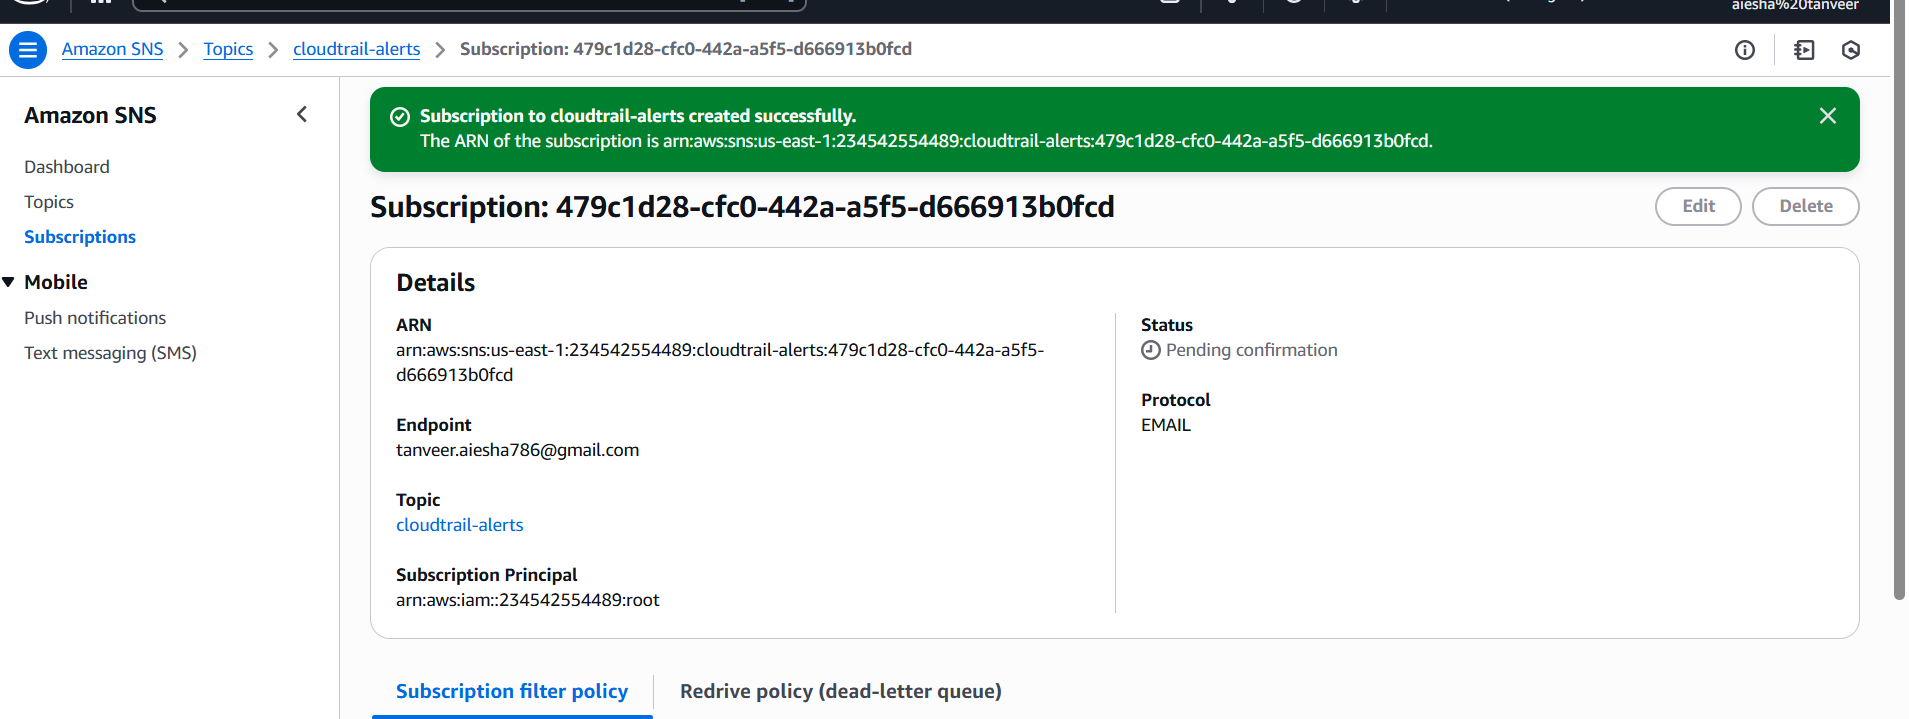 aiesha%20tanveer
Amazon SNS > Topics > cloudtrail-alerts > Subscription: 479c1d28-cfc0-442a-a5f5-d666913b0fcd
Amazon SNS
Dashboard
Topics
Subscriptions
Mobile
Push notifications
Text messaging (SMS)
Subscription to cloudtrail-alerts created successfully.
The ARN of the subscription is arn:aws:sns:us-east-1:234542554489:cloudtrail-alerts:479c1d28-cfc0-442a-a5f5-d666913b0fcd.
Subscription: 479c1d28-cfc0-442a-a5f5-d666913b0fcd
Edit
Delete
Details
ARN
arn:aws:sns:us-east-1:234542554489:cloudtrail-alerts:479c1d28-cfc0-442a-a5f5-
d666913b0fcd
Endpoint
tanveer.aiesha786@gmail.com
Topic
cloudtrail-alerts
Subscription Principal
arn:aws:iam::234542554489:root
Status
Pending confirmation
Protocol
EMAIL
Subscription filter policy
Redrive policy (dead-letter queue)